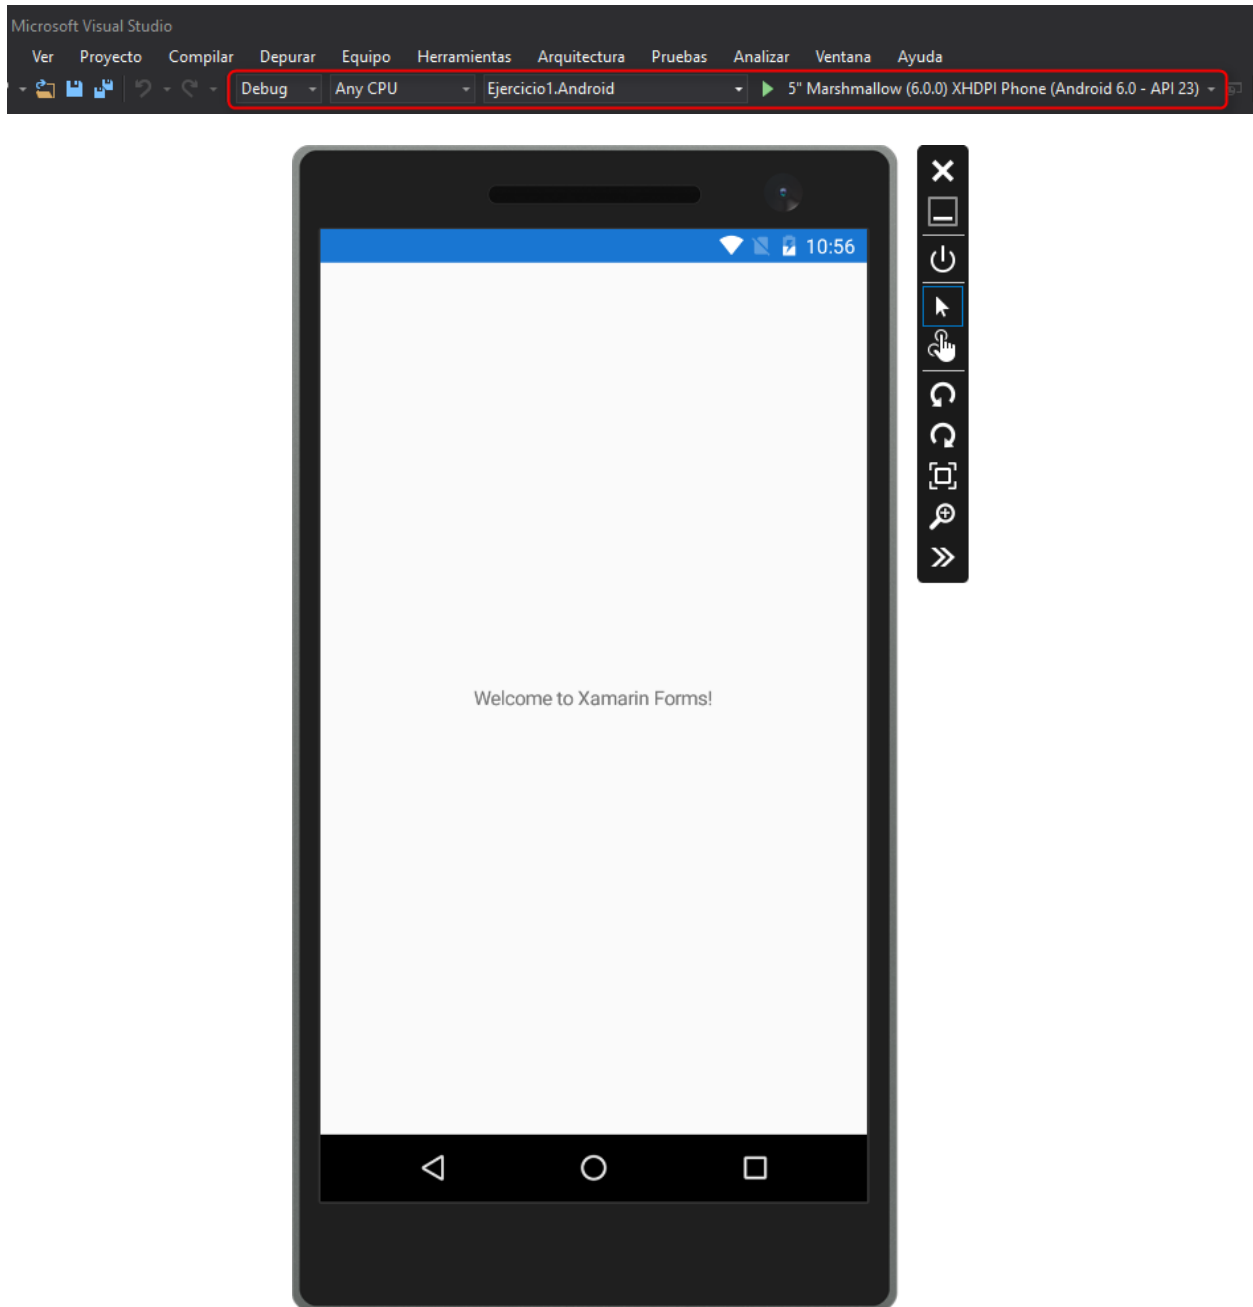 Microsoft Visual Studio
Ver Proyecto Compilar Depurar Equipo Herramientas Arquitectura Pruebas Analizar Ventana Ayuda
Debug Any CPU Ejercicio1.Android 5" Marshmallow (6.0.0) XHDPI Phone (Android 6.0 - API 23)
10:56
Welcome to Xamarin Forms!